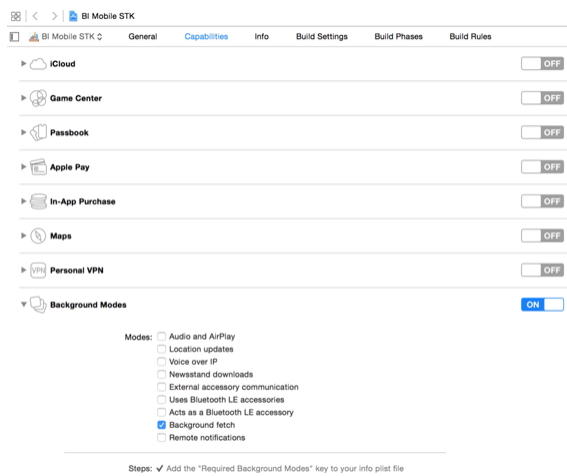 BI Mobile STK
BI Mobile STK General Capabilities Info Build Settings Build Phases Build Rules
iCloud OFF
Game Center OFF
Passbook OFF
Apple Pay OFF
In-App Purchase OFF
Maps OFF
VPN Personal VPN OFF
Background Modes ON
Modes: Audio and AirPlay
Location updates
Voice over IP
Newsstand downloads
External accessory communication
Uses Bluetooth LE accessories
Acts as a Bluetooth LE accessory
Background fetch
Remote notifications
Steps: ✓ Add the "Required Background Modes" key to your info plist file